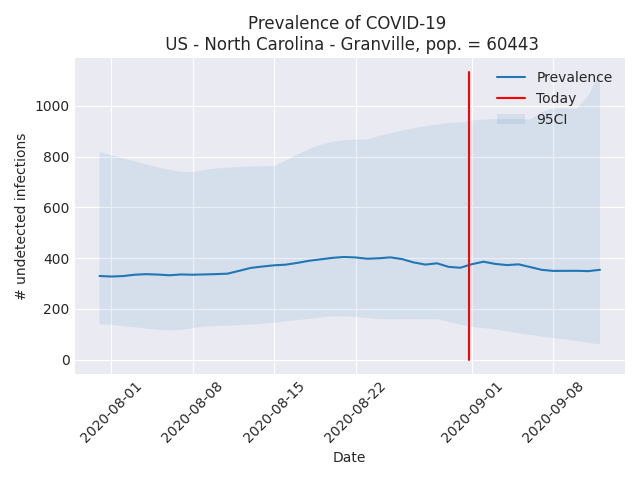 Prevalence of COVID-19
US - North Carolina - Granville, pop. = 60443
Prevalence
Today
95CI
1000
800
600
400
200
0
# undetected infections
2020-08-01
2020-08-08
2020-08-15
2020-08-22
2020-09-01
2020-09-08
Date